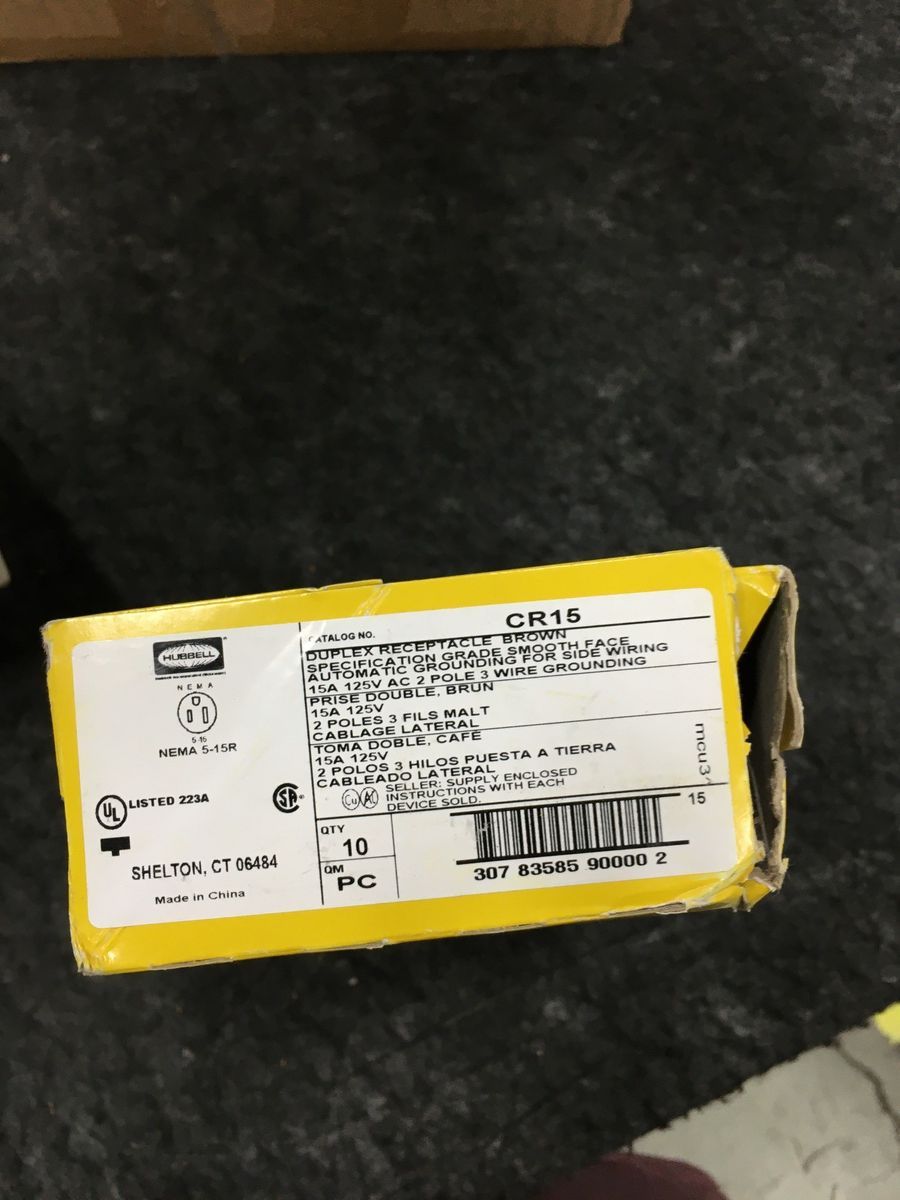 HUBBELL
NEMA
5-15
NEMA 5-15R
UL LISTED 223A
SA
SHELTON, CT 06484
Made in China
CATALOG NO. CR15
DUPLEX RECEPTACLE BROWN
SPECIFICATION GRADE SMOOTH FACE
AUTOMATIC GROUNDING FOR SIDE WIRING
15A 125V AC 2 POLE 3 WIRE GROUNDING
PRISE DOUBLE, BRUN
15A 125V
2 POLES 3 FILS MALT
CABLAGE LATERAL
TOMA DOBLE, CAFE
15A 125V
2 POLOS 3 HILOS PUESTA A TIERRA
CABLEADO LATERAL
SELLER: SUPPLY ENCLOSED
INSTRUCTIONS WITH EACH
DEVICE SOLD.
Cu
QTY
10
QM
PC
15
307 83585 90000 2